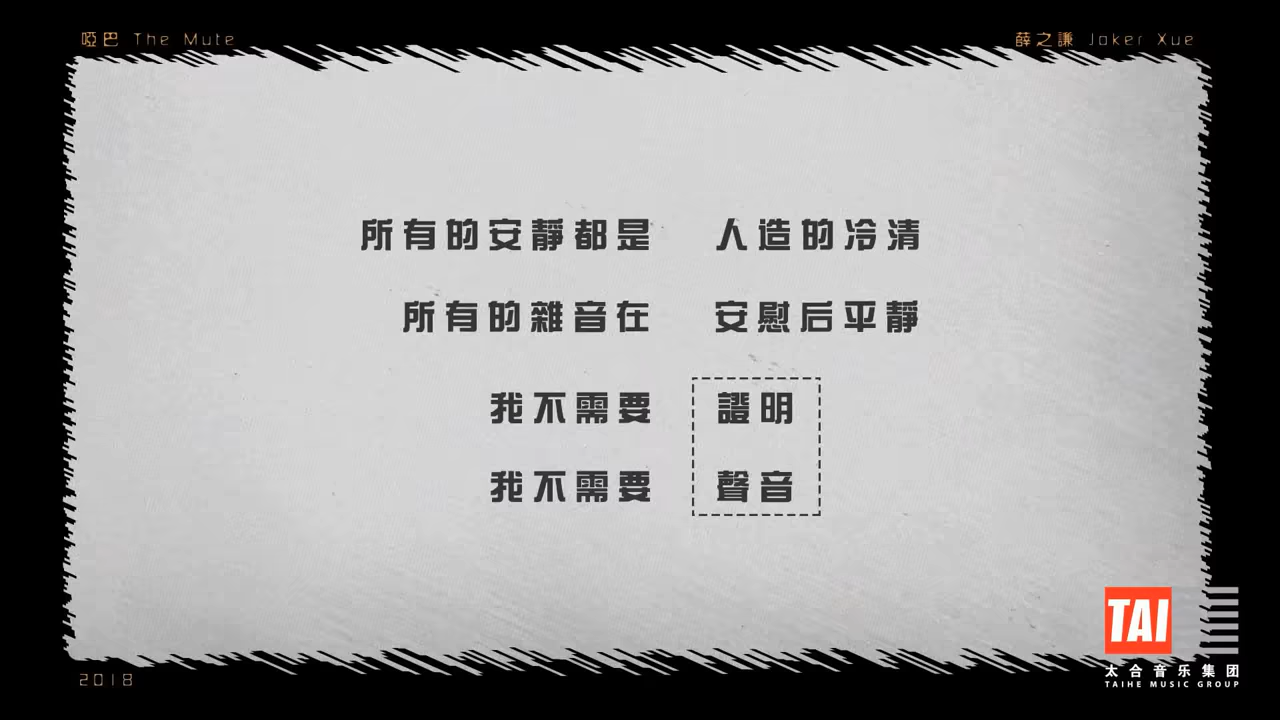 啞巴 The Mute
薛之謙 Joker Xue
所有的安靜都是 人造的冷清
所有的雜音在 安慰后平靜
我不需要 證明
我不需要 聲音
2018
TAI
太合音乐集团
TAIHE MUSIC GROUP